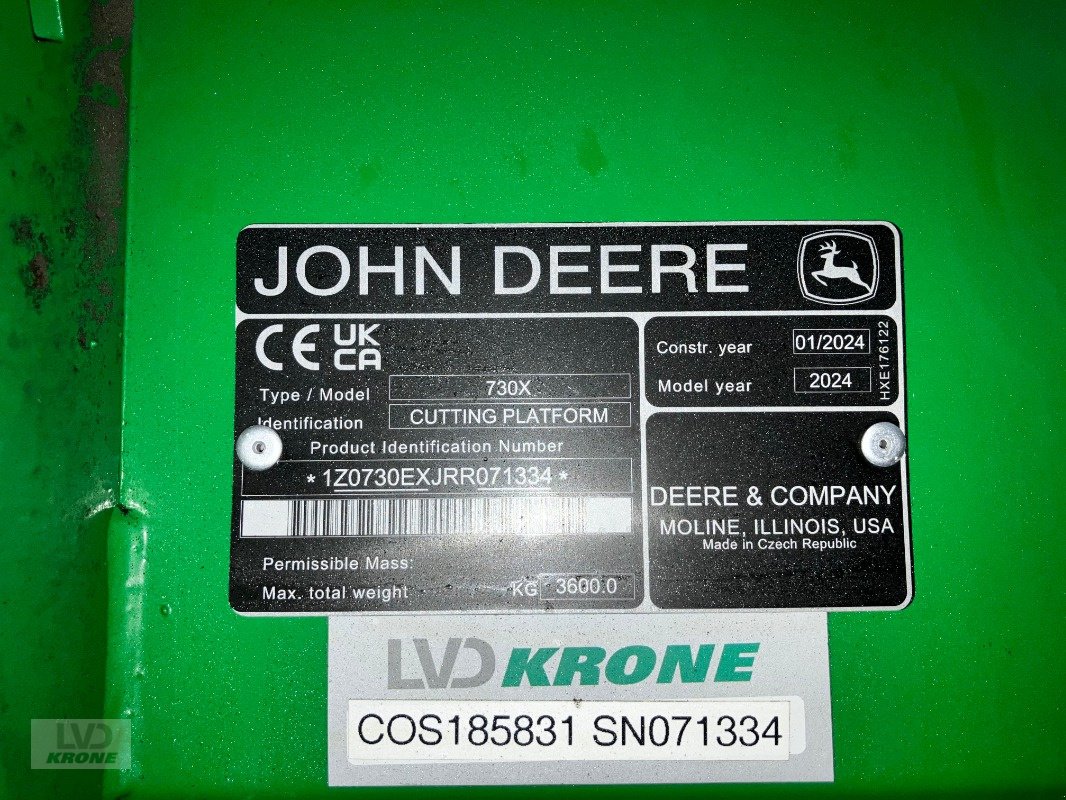 JOHN DEERE
CE UK CA
Type / Model 730X
Identification CUTTING PLATFORM
Product Identification Number
*1Z0730EXJRR071334*
Permissible Mass:
Max. total weight KG 3600.0
Constr. year 01/2024
Model year 2024
HXE176122
DEERE & COMPANY
MOLINE, ILLINOIS, USA
Made in Czech Republic
LVD KRONE
COS185831 SN071334
LVD
KRONE